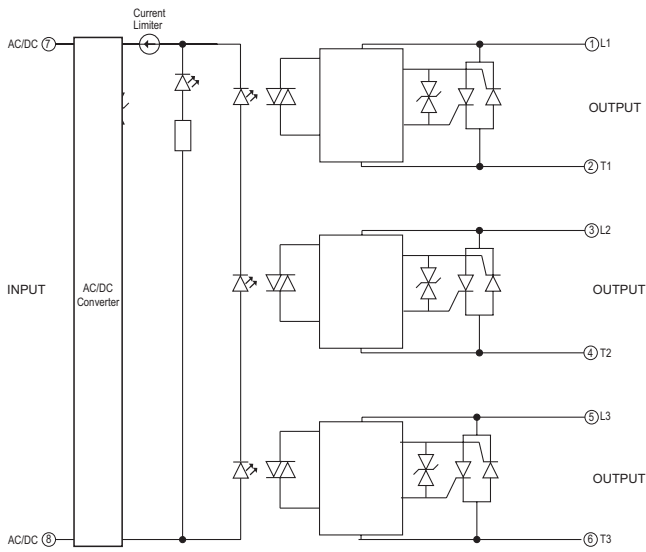 Current
Limiter
AC/DC 7
1 L1
OUTPUT
2 T1
3 L2
INPUT
AC/DC
Converter
OUTPUT
4 T2
5 L3
OUTPUT
AC/DC 8
6 T3